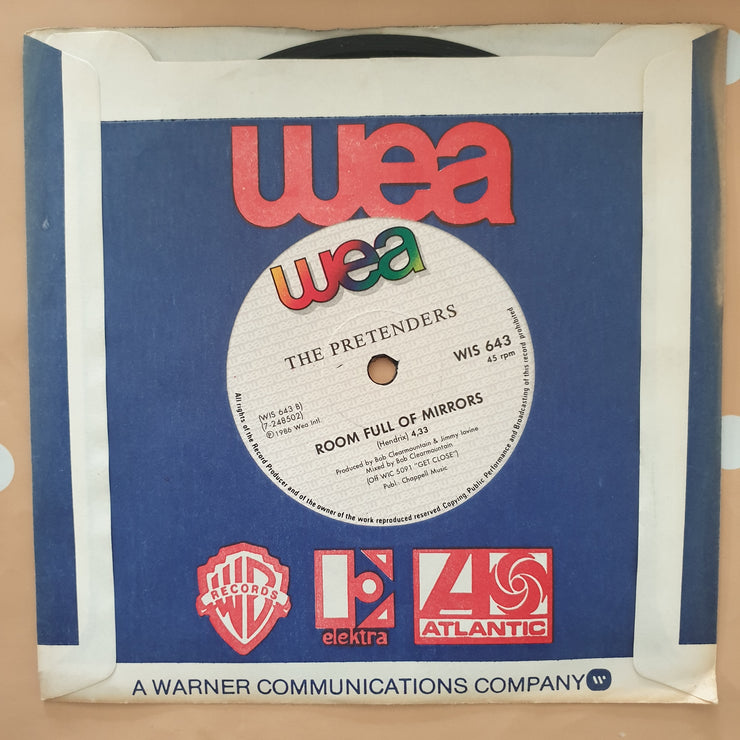 wea
wea
THE PRETENDERS
WIS 643
45 rpm
(WIS 643 B)
(7-248502)
℗ 1986 Wea Intl.
ROOM FULL OF MIRRORS
(Hendrix) 4,33
Produced by Bob Clearmountain & Jimmy Iovine
Mixed by Bob Clearmountain
(Off WIC 5091 "GET CLOSE")
Publ.: Chappell Music
All rights of the Record Producer and of the owner of the work reproduced reserved. Copying, Public Performance and Broadcasting of this record prohibited
WB
RECORDS
elektra
ATLANTIC
A WARNER COMMUNICATIONS COMPANY